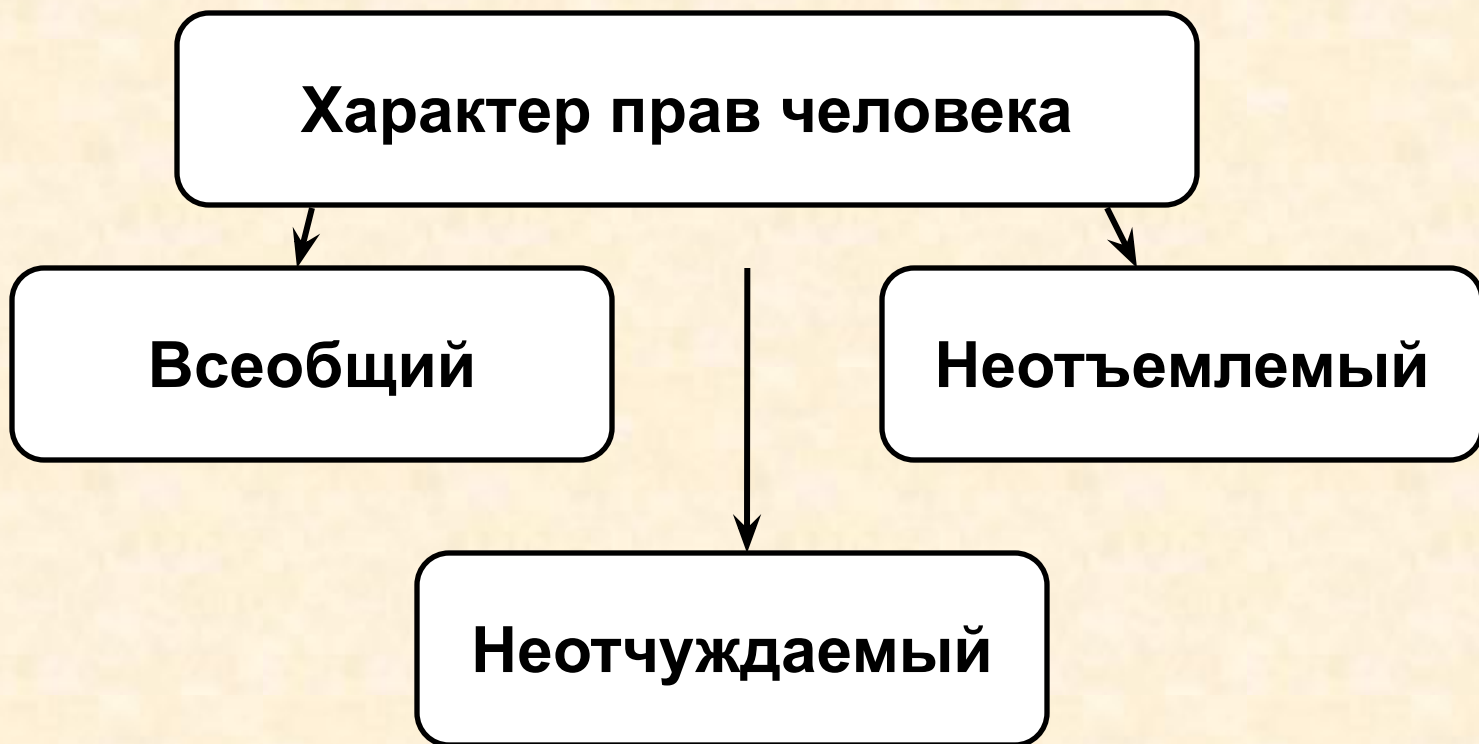 Характер прав человека
Всеобщий
Неотъемлемый
Неотчуждаемый